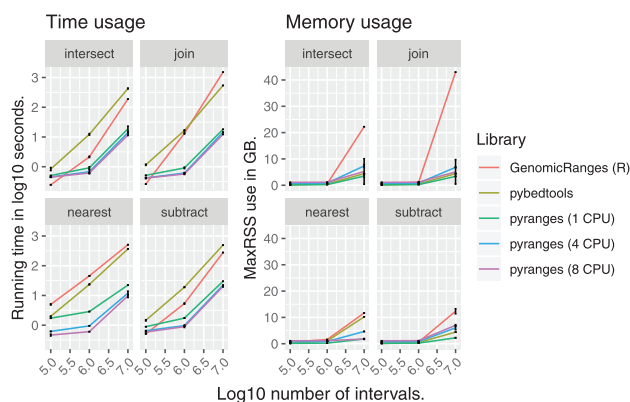 Time usage
Memory usage
intersect
join
intersect
join
3
2
1
0
40
30
20
10
0
nearest
subtract
nearest
subtract
3
2
1
0
40
30
20
10
0
5.0
5.5
6.0
6.5
7.0
5.0
5.5
6.0
6.5
7.0
5.0
5.5
6.0
6.5
7.0
5.0
5.5
6.0
6.5
7.0
Running time in log10 seconds.
MaxRSS use in GB
Log10 number of intervals.
Library
GenomicRanges (R)
pybedtools
pyranges (1 CPU)
pyranges (4 CPU)
pyranges (8 CPU)